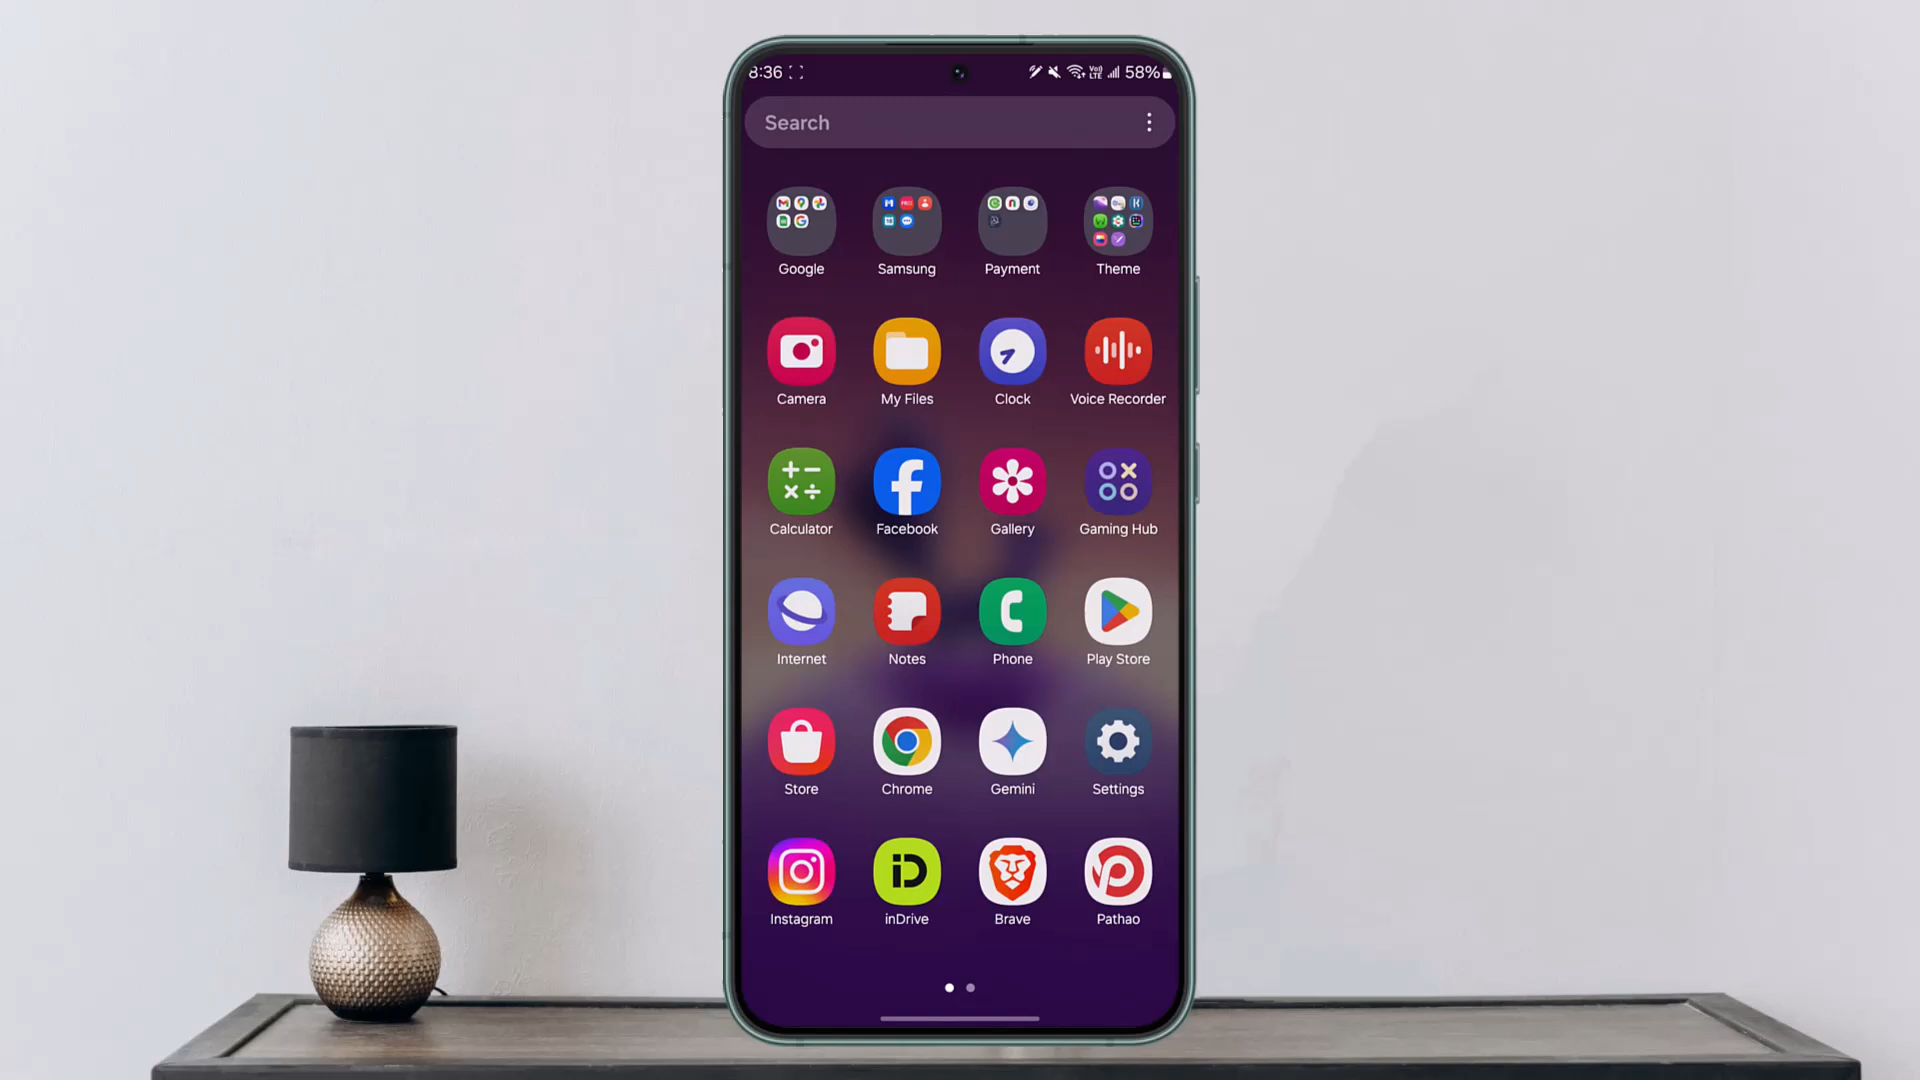 8:36 58%
Search
Google Samsung Payment Theme
Camera My Files Clock Voice Recorder
Calculator Facebook Gallery Gaming Hub
Internet Notes Phone Play Store
Store Chrome Gemini Settings
iD
Instagram inDrive Brave Pathao